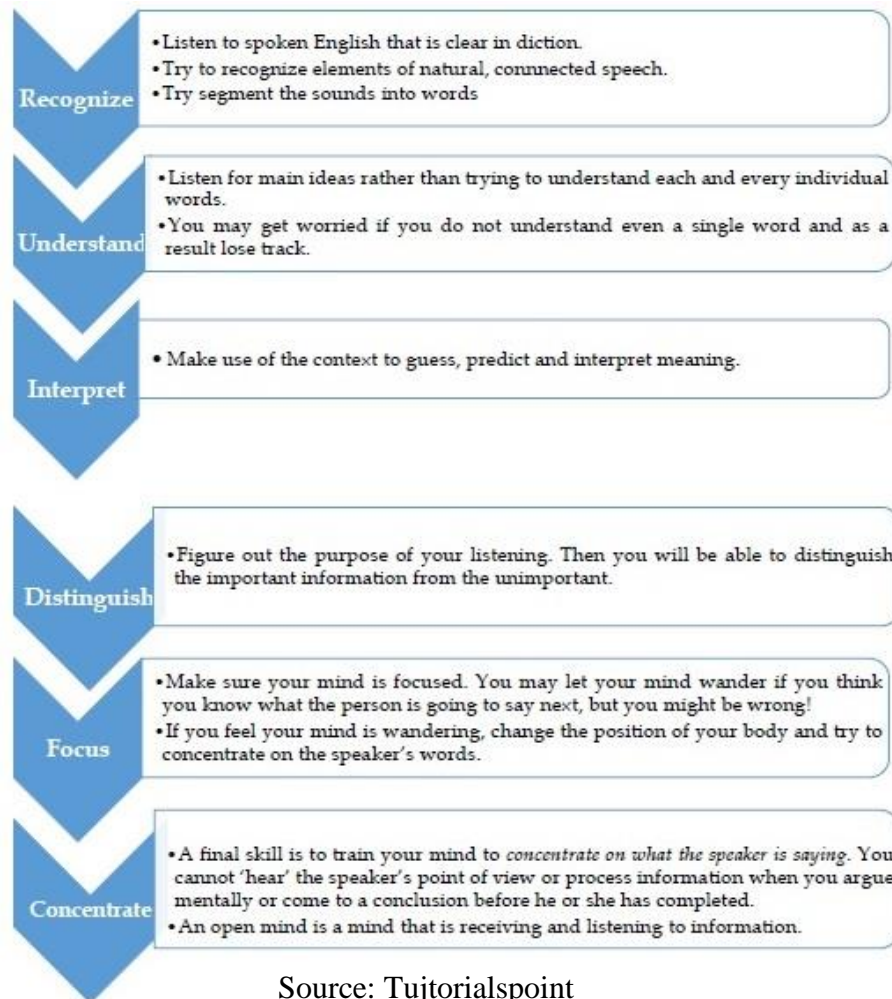 Recognize
•Listen to spoken English that is clear in diction.
•Try to recognize elements of natural, connnected speech.
•Try segment the sounds into words
Understand
•Listen for main ideas rather than trying to understand each and every individual
words.
•You may get worried if you do not understand even a single word and as a
result lose track.
Interpret
• Make use of the context to guess, predict and interpret meaning.
Distinguish
•Figure out the purpose of your listening. Then you will be able to distinguish
the important information from the unimportant.
Focus
•Make sure your mind is focused. You may let your mind wander if you think
you know what the person is going to say next, but you might be wrong!
•If you feel your mind is wandering, change the position of your body and try to
concentrate on the speaker's words.
Concentrate
•A final skill is to train your mind to concentrate on what the speaker is saying. You
cannot 'hear' the speaker's point of view or process information when you argue
mentally or come to a conclusion before he or she has completed.
•An open mind is a mind that is receiving and listening to information.
Source: Tujtorialspoint